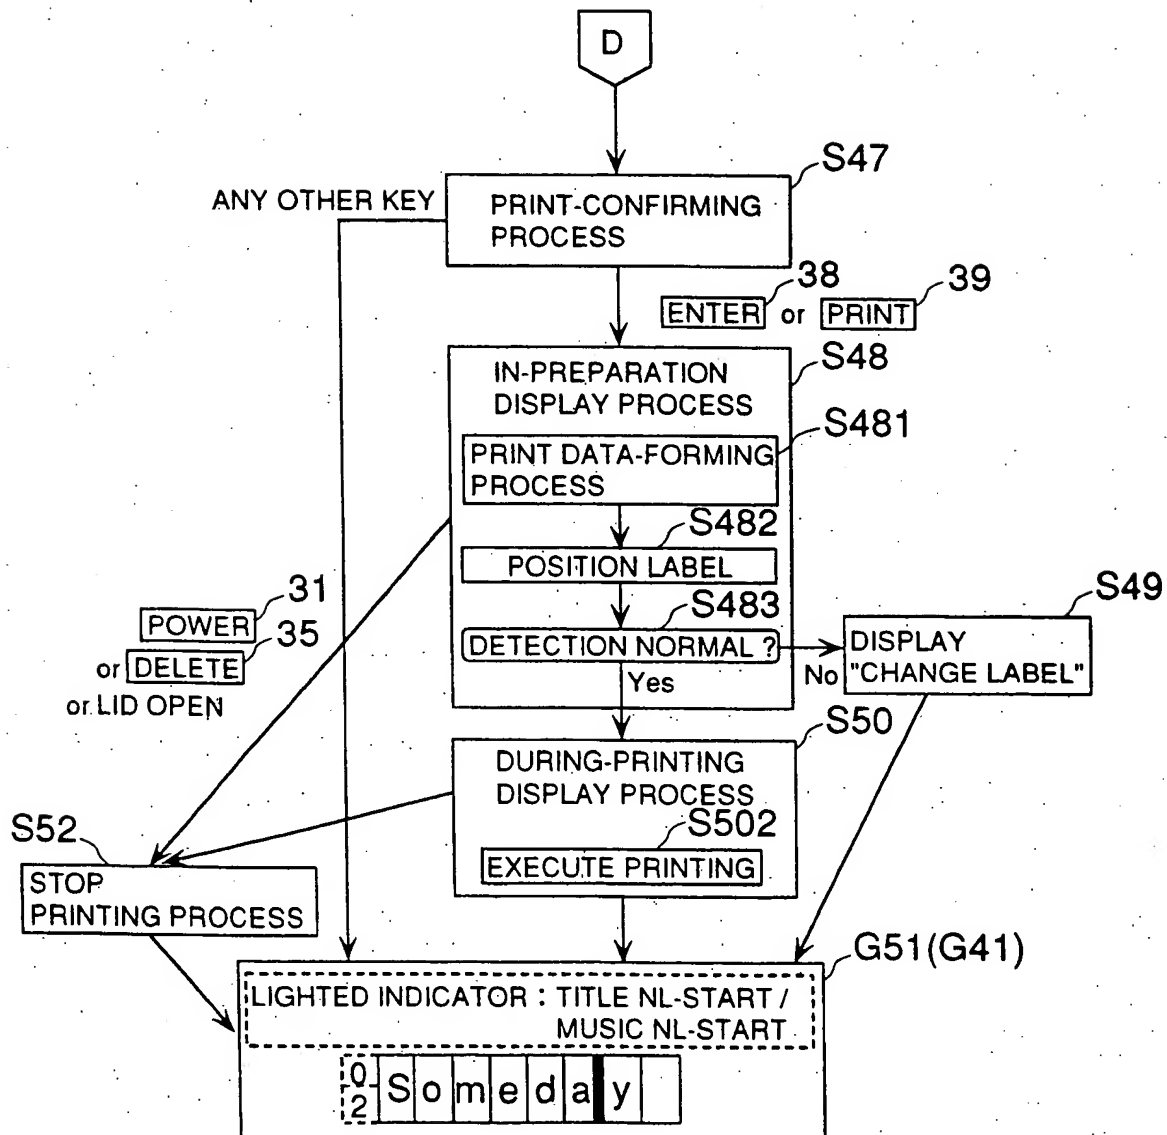 D
S47
ANY OTHER KEY
PRINT-CONFIRMING
PROCESS
38
39
ENTER or PRINT
S48
IN-PREPARATION
DISPLAY PROCESS
S481
PRINT DATA-FORMING
PROCESS
S482
POSITION LABEL
S483
DETECTION NORMAL ?
No
Yes
S49
DISPLAY
"CHANGE LABEL"
31
POWER
35
or DELETE
or LID OPEN
S50
DURING-PRINTING
DISPLAY PROCESS
S502
EXECUTE PRINTING
S52
STOP
PRINTING PROCESS
G51(G41)
LIGHTED INDICATOR : TITLE NL-START /
MUSIC NL-START
02
Someday